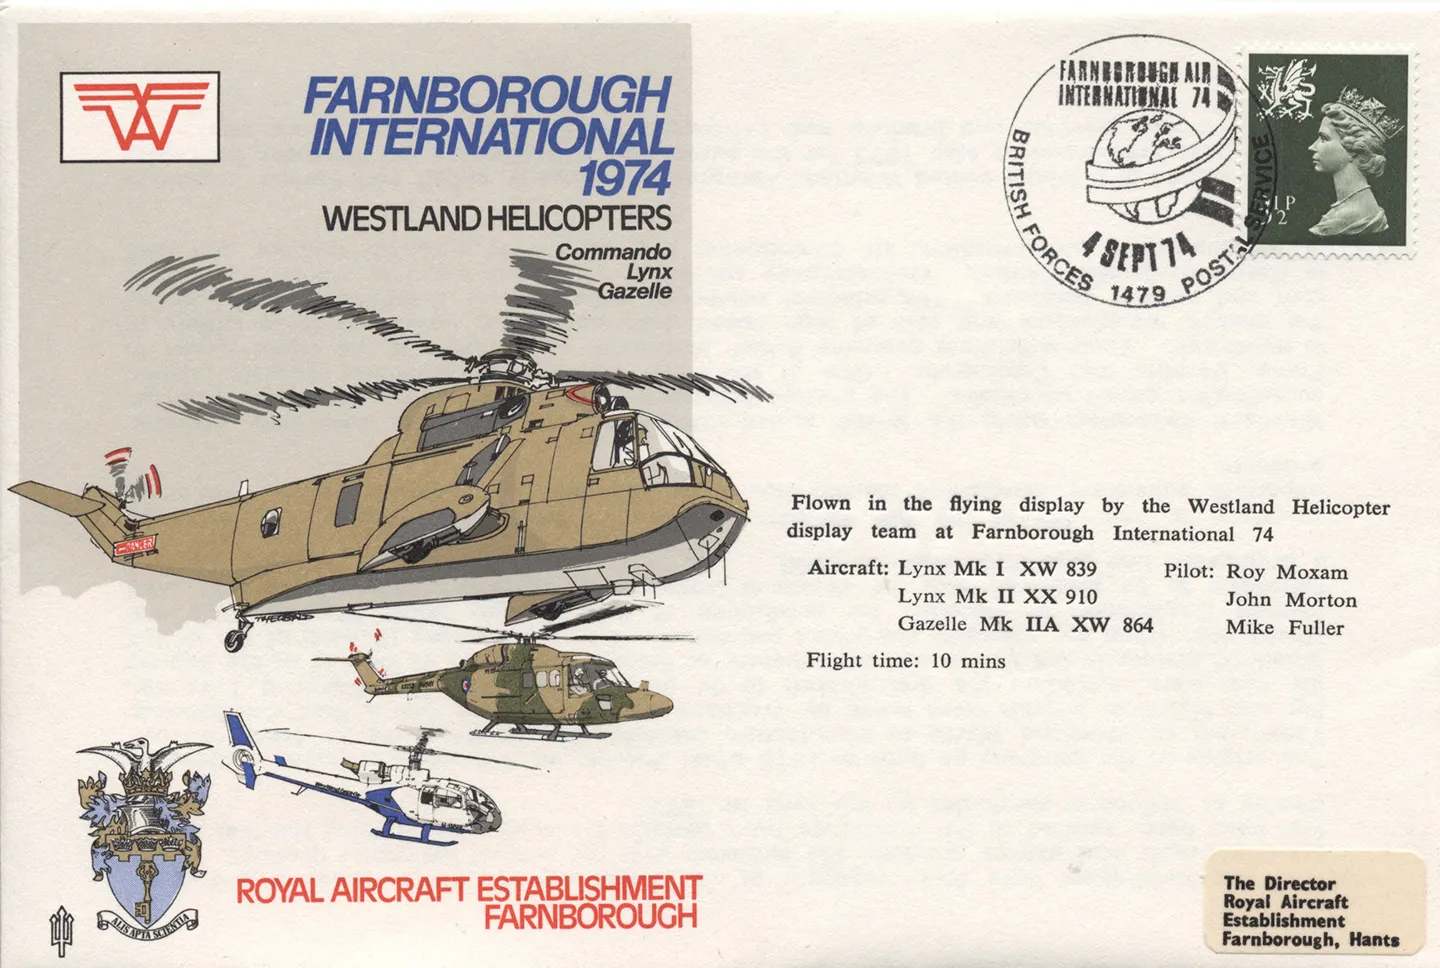 FARNBOROUGH
INTERNATIONAL
1974
WESTLAND HELICOPTERS
Commando
Lynx
Gazelle
FARNBOROUGH AIR
INTERNATIONAL 74
4 SEPT 74
BRITISH FORCES 1479 POSTAL SERVICE
Flown in the flying display by the Westland Helicopter
display team at Farnborough International 74
Aircraft: Lynx Mk I XW 839 Pilot: Roy Moxam
Lynx Mk II XX 910 John Morton
Gazelle Mk IIA XW 864 Mike Fuller
Flight time: 10 mins
DANGER
ALIS APTA SCIENTIA
ROYAL AIRCRAFT ESTABLISHMENT
FARNBOROUGH
The Director
Royal Aircraft
Establishment
Farnborough, Hants